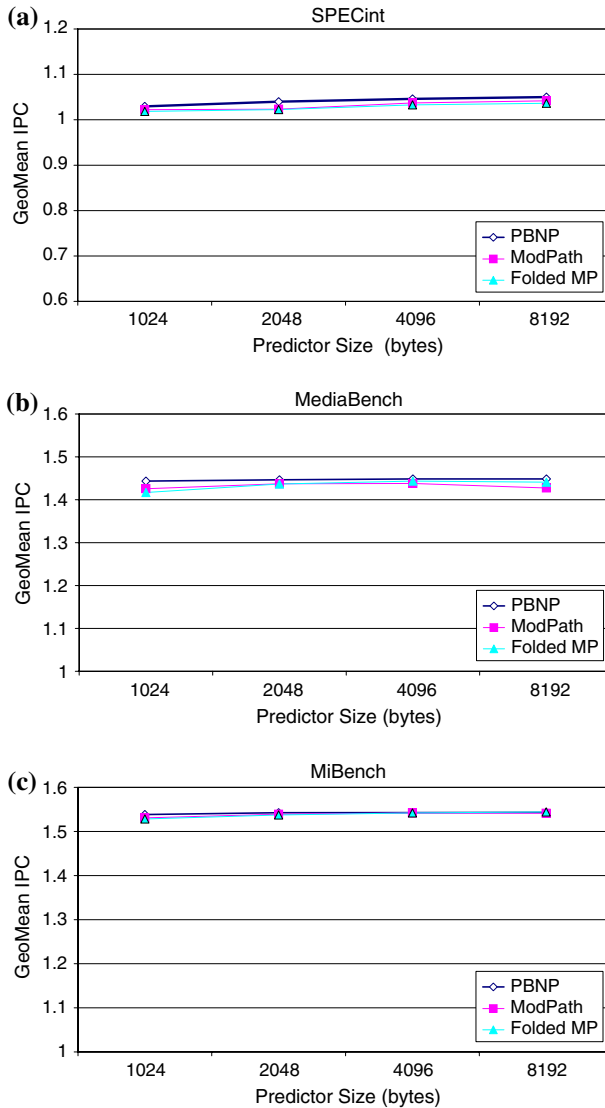 (a)
SPECint
1.2
1.1
1
0.9
0.8
0.7
0.6
GeoMean IPC
PBNP
ModPath
Folded MP
1024 2048 4096 8192
Predictor Size (bytes)
(b)
MediaBench
1.6
1.5
1.4
1.3
1.2
1.1
1
GeoMean IPC
PBNP
ModPath
Folded MP
1024 2048 4096 8192
Predictor Size (bytes)
(c)
MiBench
1.6
1.5
1.4
1.3
1.2
1.1
1
GeoMean IPC
PBNP
ModPath
Folded MP
1024 2048 4096 8192
Predictor Size (bytes)